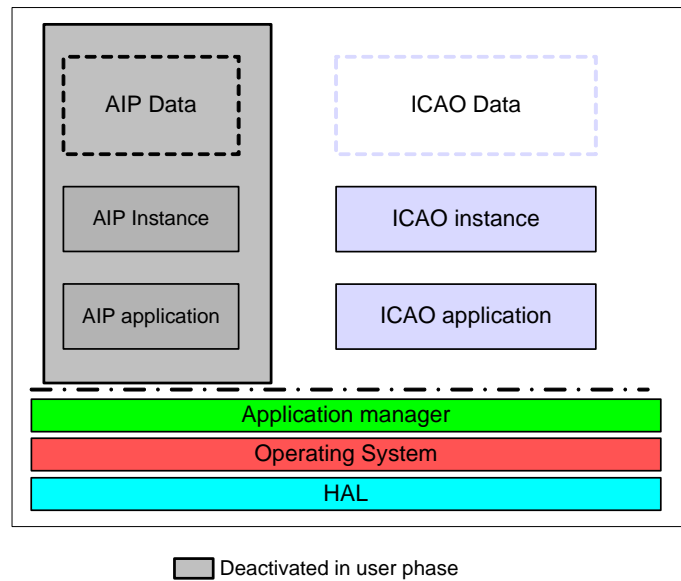 AIP Data
ICAO Data
AIP Instance
ICAO instance
AIP application
ICAO application
Application manager
Operating System
HAL
Deactivated in user phase